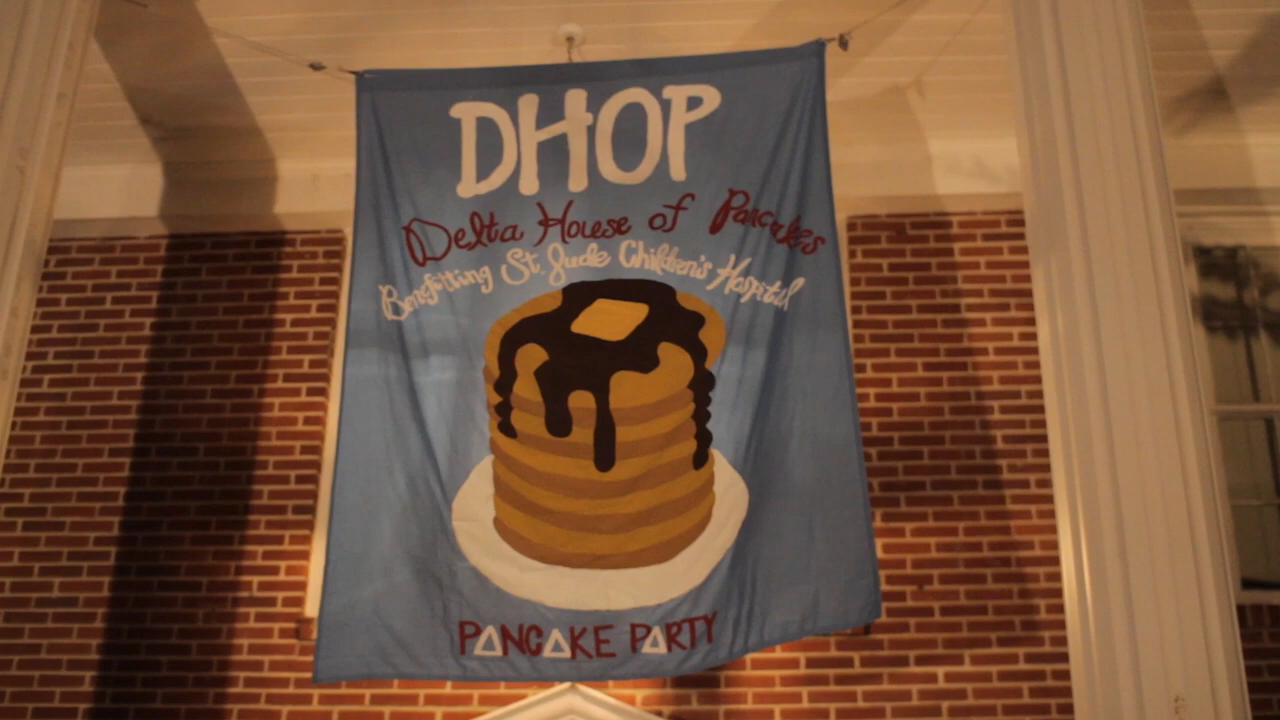 DHOP
Delta House of Pancakes
Benefitting St Jude Children's Hospital
PΔNCΔKE PΔRTY